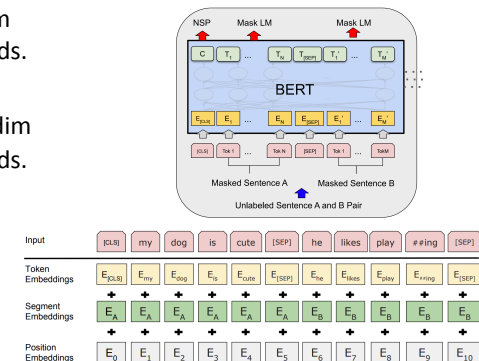 m
ds.
dim
ds.
NSP Mask LM Mask LM
C T1 ... TN T[SEP] T1' ... TM'
BERT
E[CLS] E1 ... EN E[SEP] E1' ... EM'
[CLS] Tok 1 ... Tok N [SEP] Tok 1 ... TokM
Masked Sentence A Masked Sentence B
Unlabeled Sentence A and B Pair
Input [CLS] my dog is cute [SEP] he likes play ##ing [SEP]
Token
Embeddings E[CLS] Emy Edog Eis Ecute E[SEP] Ehe Elikes Eplay E##ing E[SEP]
Segment
Embeddings EA EA EA EA EA EA EB EB EB EB EB
Position
Embeddings E0 E1 E2 E3 E4 E5 E6 E7 E8 E9 E10